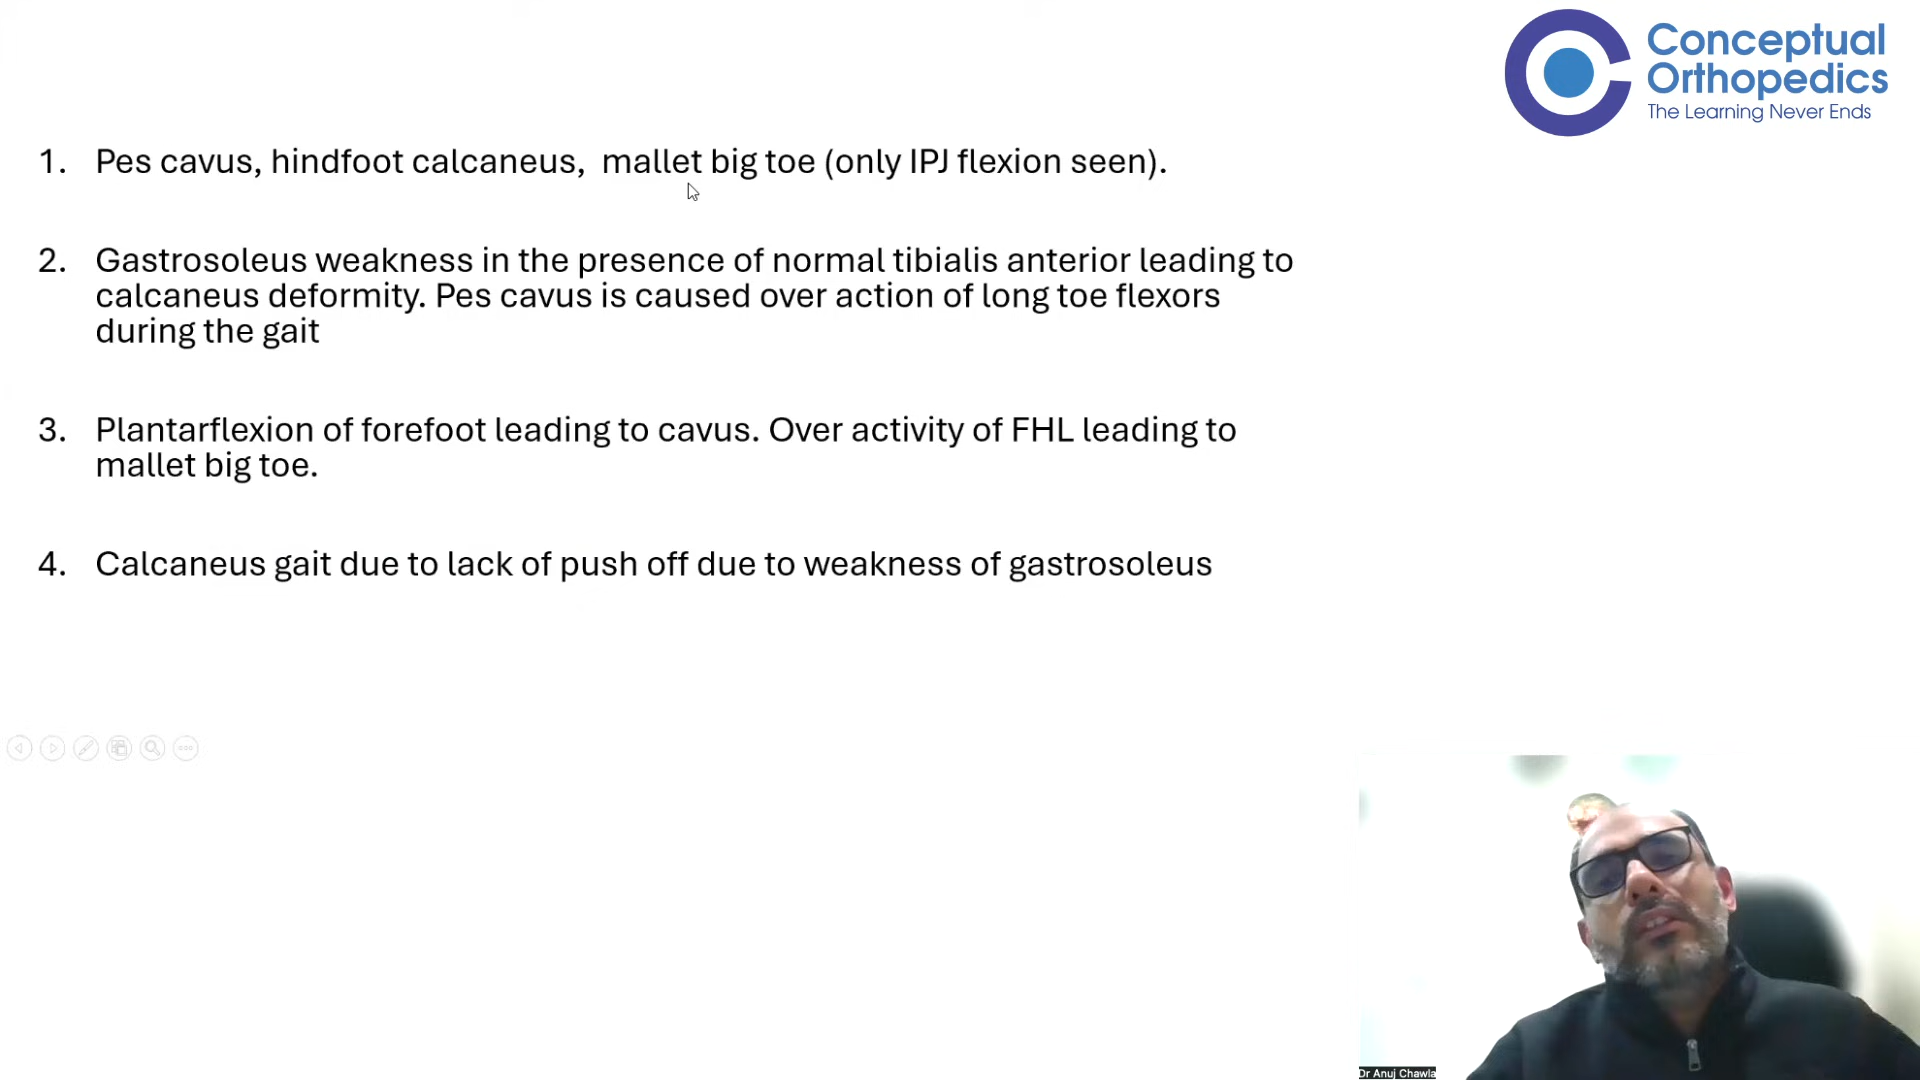 Conceptual
Orthopedics
The Learning Never Ends
1. Pes cavus, hindfoot calcaneus, mallet big toe (only IPJ flexion seen).
2. Gastrosoleus weakness in the presence of normal tibialis anterior leading to
calcaneus deformity. Pes cavus is caused over action of long toe flexors
during the gait
3. Plantarflexion of forefoot leading to cavus. Over activity of FHL leading to
mallet big toe.
4. Calcaneus gait due to lack of push off due to weakness of gastrosoleus
Dr Anuj Chawla